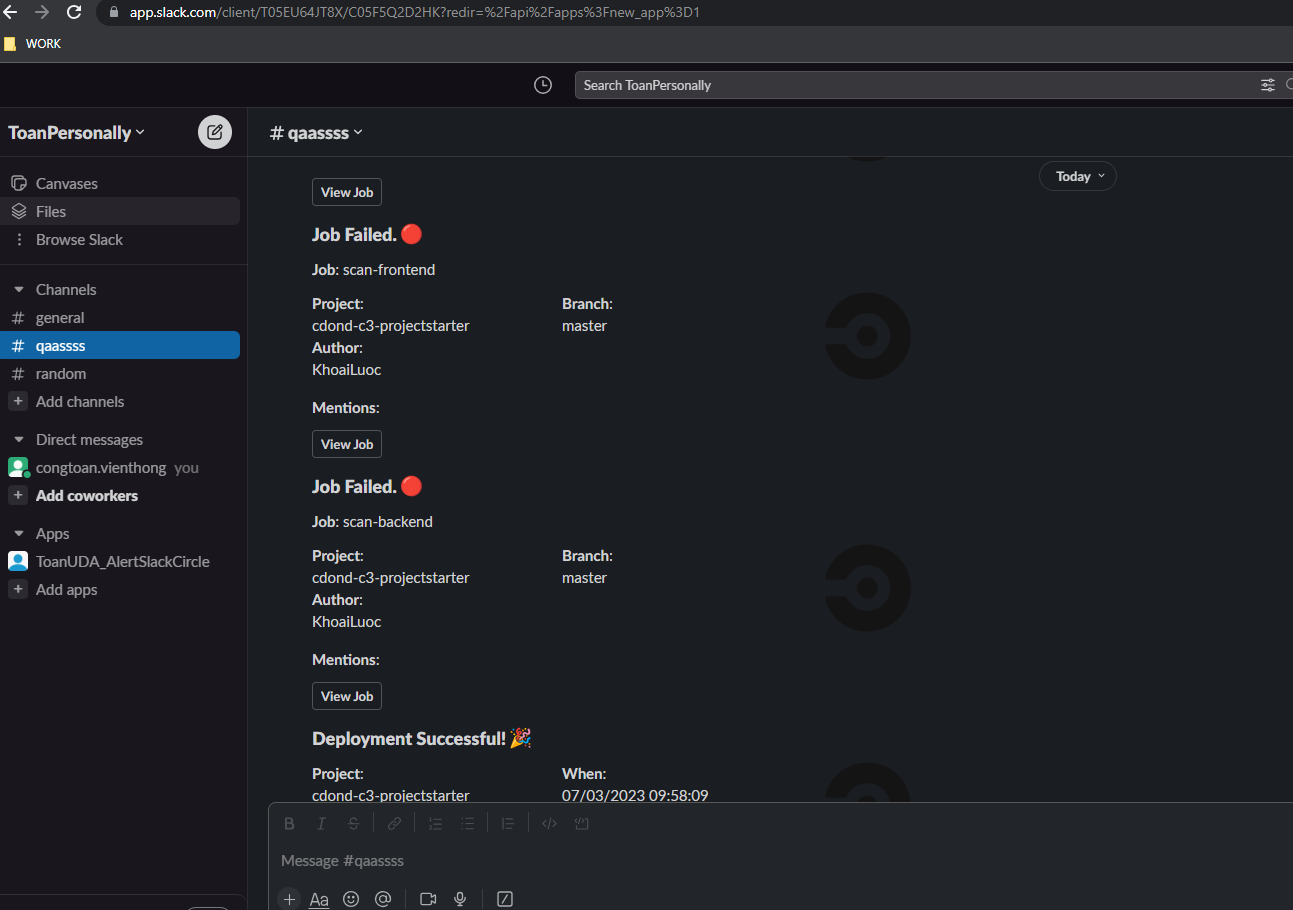 app.slack.com/client/T05EU64JT8X/C05F5Q2D2HK?redir=%2Fapi%2Fapps%3Fnew_app%3D1
WORK
Search ToanPersonally
ToanPersonally
# qaassss
Canvases
Files
Browse Slack
Channels
# general
# qaassss
# random
+ Add channels
Direct messages
congtoan.vienthong you
+ Add coworkers
Apps
ToanUDA_AlertSlackCircle
+ Add apps
Today
View Job
Job Failed. 🔴
Job: scan-frontend
Project: Branch:
cdond-c3-projectstarter master
Author:
KhoaiLuoc
Mentions:
View Job
Job Failed. 🔴
Job: scan-backend
Project: Branch:
cdond-c3-projectstarter master
Author:
KhoaiLuoc
Mentions:
View Job
Deployment Successful! 🎉
Project: When:
cdond-c3-projectstarter 07/03/2023 09:58:09
B I S
Message #qaassss
+ Aa @